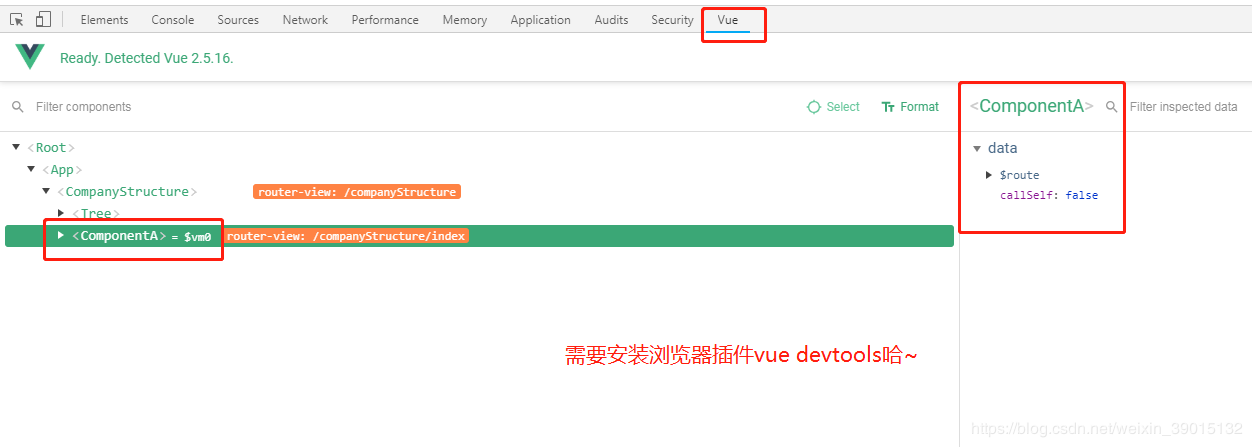 Elements Console Sources Network Performance Memory Application Audits Security Vue
Ready. Detected Vue 2.5.16.
Filter components Select Format <ComponentA> Filter inspected data
<Root>
<App>
<CompanyStructure> router-view: /companyStructure
<Tree>
<ComponentA> = $vm0 router-view: /companyStructure/index
data
$route
callSelf: false
需要安装浏览器插件vue devtools哈~
https://blog.csdn.net/weixin_39015132